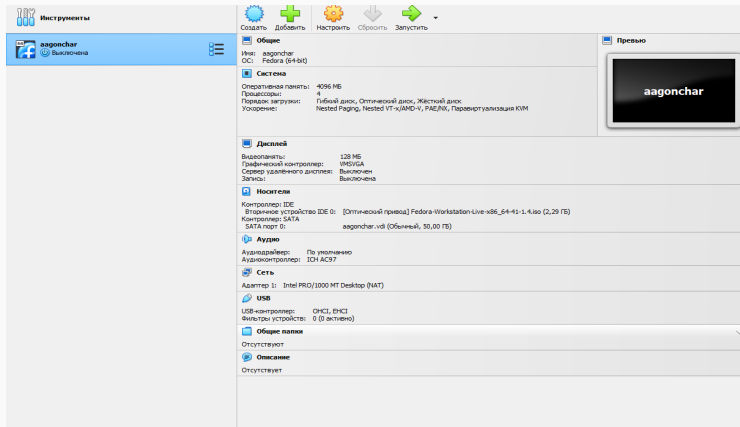 Инструменты
Создать Добавить Настроить Сбросить Запустить
64
aagonchar
Выключена
Общие
Имя: aagonchar
ОС: Fedora (64-bit)
Превью
aagonchar
Система
Оперативная память: 4096 МБ
Процессоры: 4
Порядок загрузки: Гибкий диск, Оптический диск, Жёсткий диск
Ускорение: Nested Paging, Nested VT-x/AMD-V, PAE/NX, Паравиртуализация KVM
Дисплей
Видеопамять: 128 МБ
Графический контроллер: VMSVGA
Сервер удалённого дисплея: Выключен
Запись: Выключена
Носители
Контроллер: IDE
Вторичное устройство IDE 0: [Оптический привод] Fedora-Workstation-Live-x86_64-41-1.4.iso (2,29 ГБ)
Контроллер: SATA
SATA порт 0: aagonchar.vdi (Обычный, 50,00 ГБ)
Аудио
Аудиодрайвер: По умолчанию
Аудиоконтроллер: ICH AC97
Сеть
Адаптер 1: Intel PRO/1000 MT Desktop (NAT)
USB
USB-контроллер: OHCI, EHCI
Фильтры устройств: 0 (0 активно)
Общие папки
Отсутствуют
Описание
Отсутствует